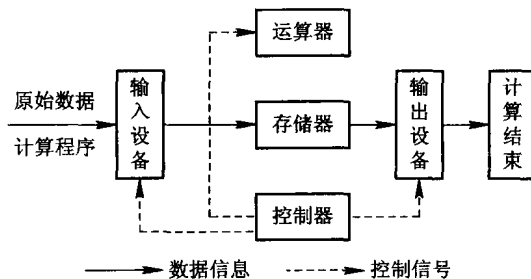 运算器
原始数据
计算程序
输入设备
存储器
输出设备
计算结束
控制器
数据信息
控制信号